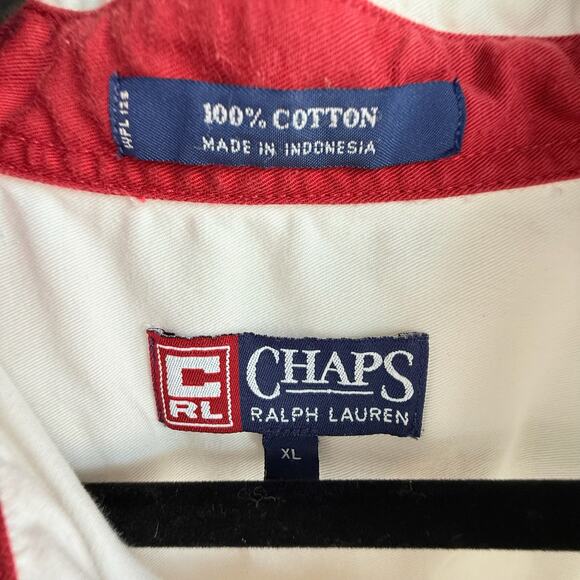 100% COTTON
MADE IN INDONESIA
WPL 125
C
RL
CHAPS
RALPH LAUREN
XL